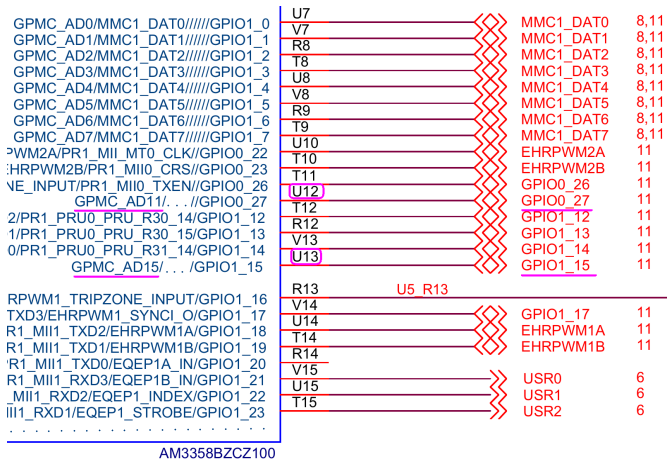 GPMC_AD0/MMC1_DAT0//////GPIO1_0 U7 MMC1_DAT0 8,11
GPMC_AD1/MMC1_DAT1//////GPIO1_1 V7 MMC1_DAT1 8,11
GPMC_AD2/MMC1_DAT2//////GPIO1_2 R8 MMC1_DAT2 8,11
GPMC_AD3/MMC1_DAT3//////GPIO1_3 T8 MMC1_DAT3 8,11
GPMC_AD4/MMC1_DAT4//////GPIO1_4 U8 MMC1_DAT4 8,11
GPMC_AD5/MMC1_DAT5//////GPIO1_5 V8 MMC1_DAT5 8,11
GPMC_AD6/MMC1_DAT6//////GPIO1_6 R9 MMC1_DAT6 8,11
GPMC_AD7/MMC1_DAT7//////GPIO1_7 T9 MMC1_DAT7 8,11
PWM2A/PR1_MII_MT0_CLK//GPIO0_22 U10 EHRPWM2A 11
EHRPWM2B/PR1_MII0_CRS//GPIO0_23 T10 EHRPWM2B 11
NE_INPUT/PR1_MII0_TXEN//GPIO0_26 T11 GPIO0_26 11
GPMC_AD11/. . .//GPIO0_27 U12 GPIO0_27 11
2/PR1_PRU0_PRU_R30_14/GPIO1_12 T12 GPIO1_12 11
1/PR1_PRU0_PRU_R30_15/GPIO1_13 R12 GPIO1_13 11
0/PR1_PRU0_PRU_R31_14/GPIO1_14 V13 GPIO1_14 11
GPMC_AD15/. . . /GPIO1_15 U13 GPIO1_15 11
RPWM1_TRIPZONE_INPUT/GPIO1_16 R13 U5_R13
TXD3/EHRPWM1_SYNCI_O/GPIO1_17 V14 GPIO1_17 11
R1_MII1_TXD2/EHRPWM1A/GPIO1_18 U14 EHRPWM1A 11
R1_MII1_TXD1/EHRPWM1B/GPIO1_19 T14 EHRPWM1B 11
R1_MII1_TXD0/EQEP1A_IN/GPIO1_20 R14
R1_MII1_RXD3/EQEP1B_IN/GPIO1_21 V15 USR0 6
_MII1_RXD2/EQEP1_INDEX/GPIO1_22 U15 USR1 6
MII1_RXD1/EQEP1_STROBE/GPIO1_23 T15 USR2 6
. . . . . . . . . . . . . . . . . .
AM3358BZCZ100